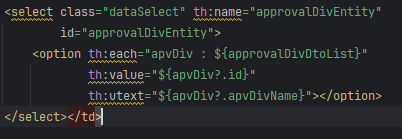 <select class="dataSelect" th:name="approvalDivEntity"
id="approvalDivEntity">
<option th:each="apvDiv : ${approvalDivDtoList}"
th:value="${apvDiv?.id}"
th:utext="${apvDiv?.apvDivName}"></option>
</select></td>